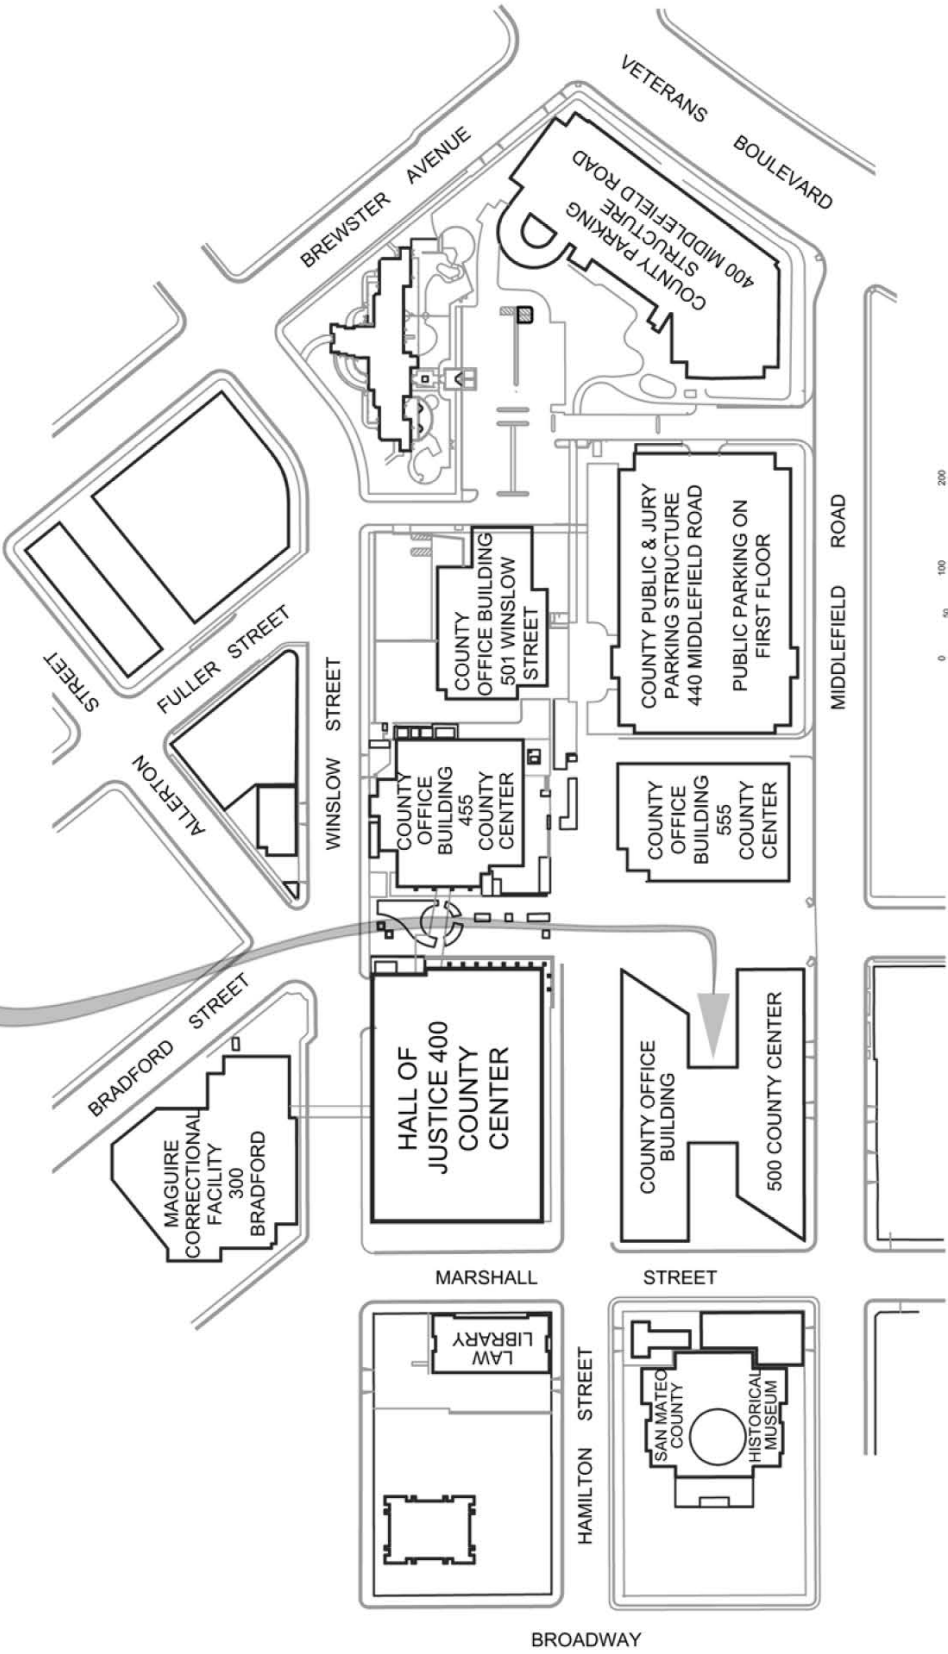 VETERANS BOULEVARD
BREWSTER AVENUE
COUNTY PARKING
STRUCTURE
400 MIDDLEFIELD ROAD
COUNTY PUBLIC & JURY
PARKING STRUCTURE
440 MIDDLEFIELD ROAD
PUBLIC PARKING ON
FIRST FLOOR
MIDDLEFIELD ROAD
200
100
50
0
COUNTY
OFFICE BUILDING
501 WINSLOW
STREET
FULLER STREET
STREET
ALLERTON
WINSLOW STREET
COUNTY
OFFICE
BUILDING
455
COUNTY
CENTER
COUNTY
OFFICE
BUILDING
555
COUNTY
CENTER
BRADFORD STREET
MAGUIRE
CORRECTIONAL
FACILITY
300
BRADFORD
HALL OF
JUSTICE 400
COUNTY
CENTER
COUNTY OFFICE
BUILDING
500 COUNTY CENTER
MARSHALL STREET
LAW
LIBRARY
HAMILTON STREET
SAN MATEO
COUNTY
HISTORICAL
MUSEUM
BROADWAY